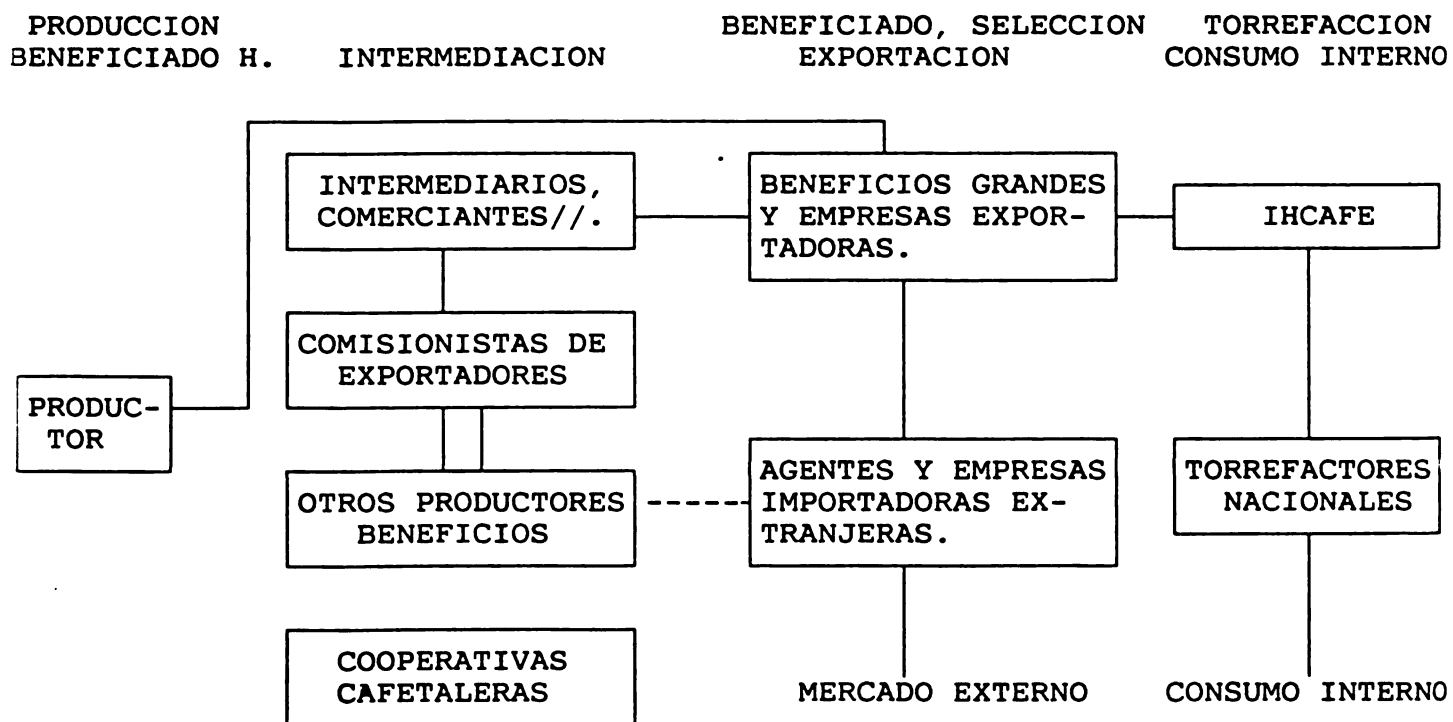 PRODUCCION
BENEFICIADO H.
INTERMEDIACION
BENEFICIADO, SELECCION
EXPORTACION
TORREFACCION
CONSUMO INTERNO
INTERMEDIARIOS,
COMERCIANTES//.
BENEFICIOS GRANDES
Y EMPRESAS EXPOR-
TADORAS.
IHCAFE
COMISIONISTAS DE
EXPORTADORES
PRODUC-
TOR
OTROS PRODUCTORES
BENEFICIOS
AGENTES Y EMPRESAS
IMPORTADORAS EX-
TRANJERAS.
TORREFACTORES
NACIONALES
COOPERATIVAS
CAFETALERAS
MERCADO EXTERNO
CONSUMO INTERNO